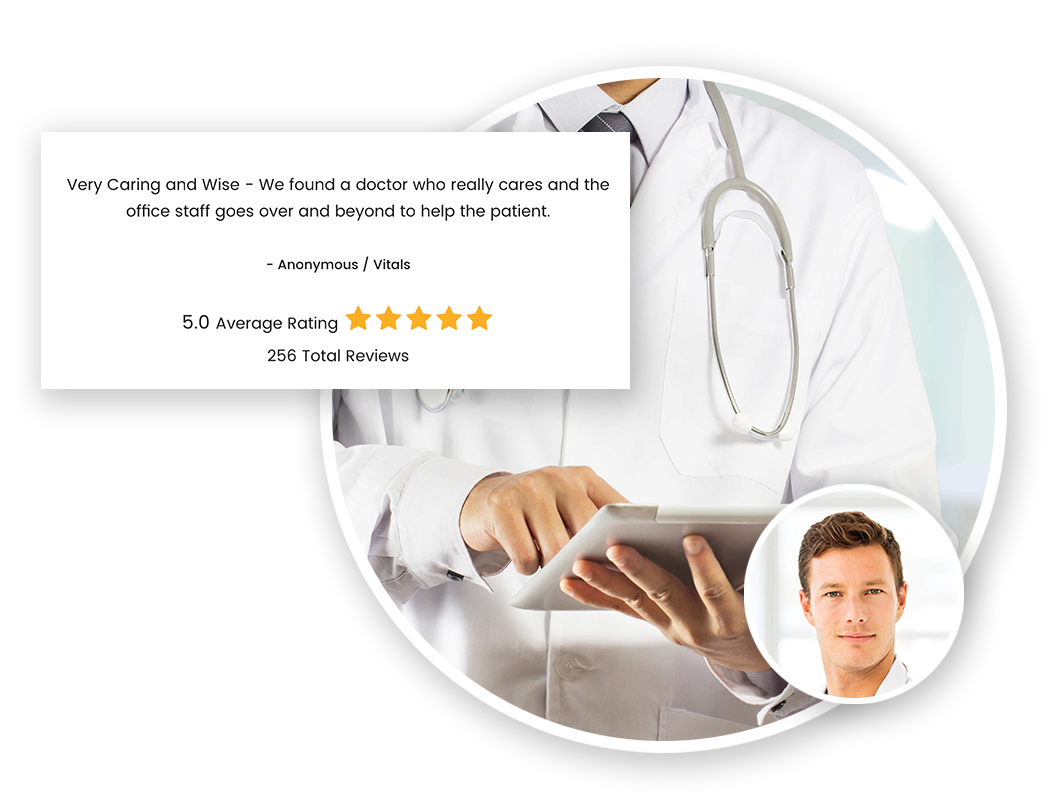 Very Caring and Wise - We found a doctor who really cares and the
office staff goes over and beyond to help the patient.
- Anonymous / Vitals
5.0 Average Rating
256 Total Reviews